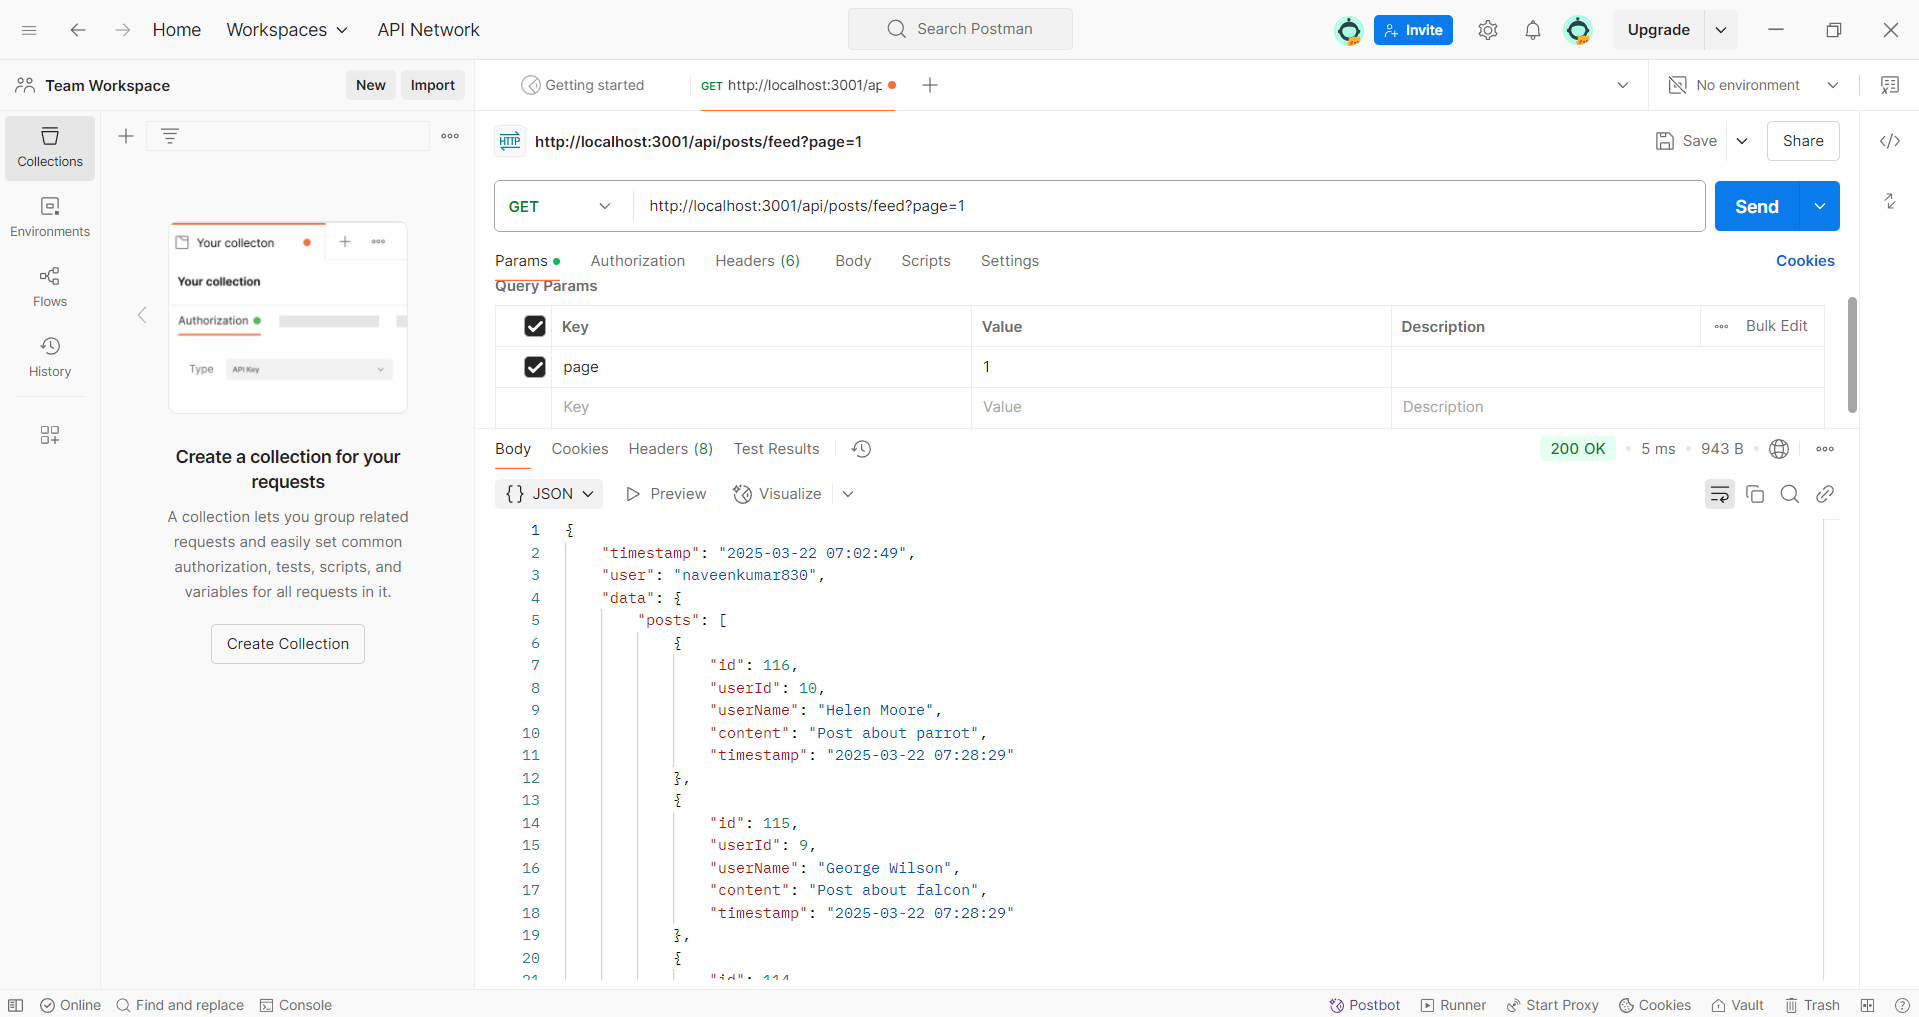 Home Workspaces API Network Search Postman Invite Upgrade
Team Workspace New Import Getting started GET http://localhost:3001/ap No environment
Collections
Environments
Flows
History
Your collecton
Your collection
Authorization
Type API Key
Create a collection for your
requests
A collection lets you group related
requests and easily set common
authorization, tests, scripts, and
variables for all requests in it.
Create Collection
HTTP http://localhost:3001/api/posts/feed?page=1 Save Share
GET http://localhost:3001/api/posts/feed?page=1 Send
Params Authorization Headers (6) Body Scripts Settings Cookies
Query Params
Key Value Description Bulk Edit
page 1
Key Value Description
Body Cookies Headers (8) Test Results 200 OK • 5 ms • 943 B •
{} JSON Preview Visualize
1 {
2 "timestamp": "2025-03-22 07:02:49",
3 "user": "naveenkumar830",
4 "data": {
5 "posts": [
6 {
7 "id": 116,
8 "userId": 10,
9 "userName": "Helen Moore",
10 "content": "Post about parrot",
11 "timestamp": "2025-03-22 07:28:29"
12 },
13 {
14 "id": 115,
15 "userId": 9,
16 "userName": "George Wilson",
17 "content": "Post about falcon",
18 "timestamp": "2025-03-22 07:28:29"
19 },
20 {
21 "id": 114
Online Find and replace Console Postbot Runner Start Proxy Cookies Vault Trash